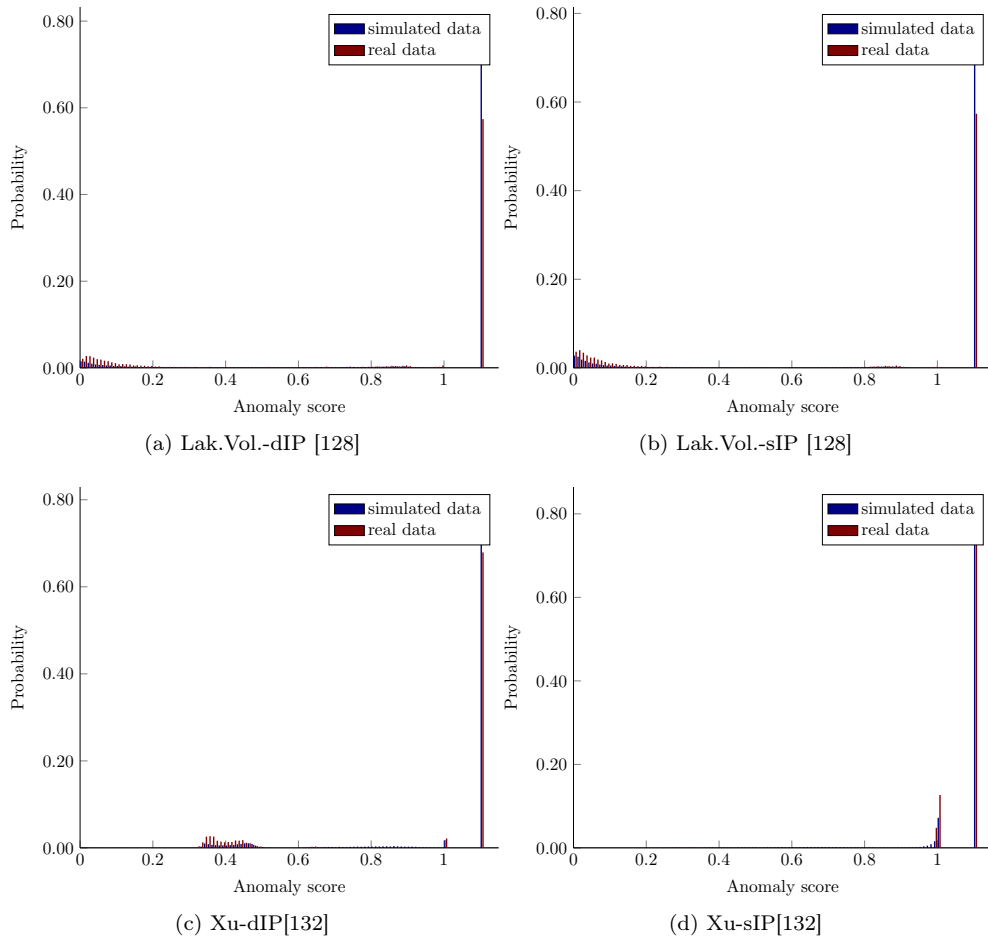 0.80
0.60
0.40
0.20
0.00
0 0.2 0.4 0.6 0.8 1
Probability
Anomaly score
simulated data
real data
(a) Lak.Vol.-dIP [128]
0.80
0.60
0.40
0.20
0.00
0 0.2 0.4 0.6 0.8 1
Probability
Anomaly score
simulated data
real data
(b) Lak.Vol.-sIP [128]
0.80
0.60
0.40
0.20
0.00
0 0.2 0.4 0.6 0.8 1
Probability
Anomaly score
simulated data
real data
(c) Xu-dIP[132]
0.80
0.60
0.40
0.20
0.00
0 0.2 0.4 0.6 0.8 1
Probability
Anomaly score
simulated data
real data
(d) Xu-sIP[132]